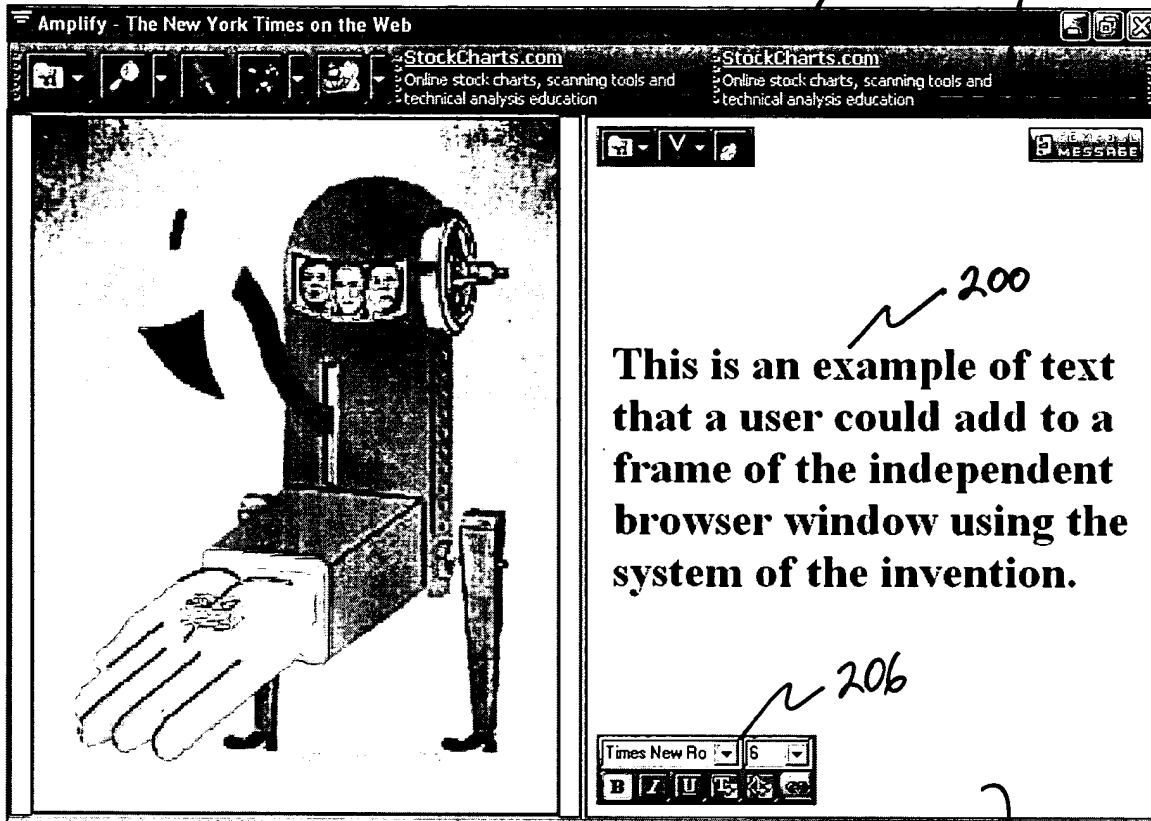 Amplify - The New York Times on the Web
StockCharts.com
Online stock charts, scanning tools and
technical analysis education
StockCharts.com
Online stock charts, scanning tools and
technical analysis education
MESSAGE
200
This is an example of text
that a user could add to a
frame of the independent
browser window using the
system of the invention.
206
Times New Ro 6
B I U